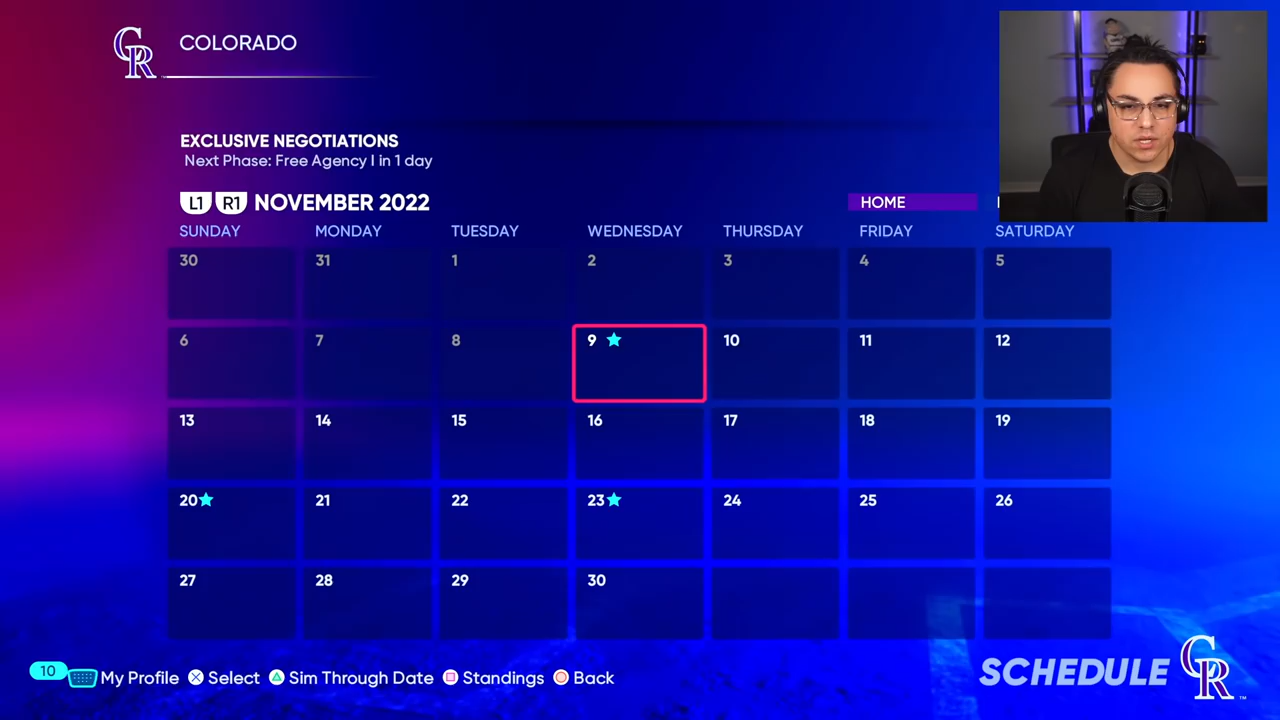 CR COLORADO
EXCLUSIVE NEGOTIATIONS
Next Phase: Free Agency I in 1 day
L1 R1 NOVEMBER 2022
HOME
SUNDAY MONDAY TUESDAY WEDNESDAY THURSDAY FRIDAY SATURDAY
30 31 1 2 3 4 5
6 7 8 9 10 11 12
13 14 15 16 17 18 19
20 21 22 23 24 25 26
27 28 29 30
10 My Profile Select Sim Through Date Standings Back
SCHEDULE CR